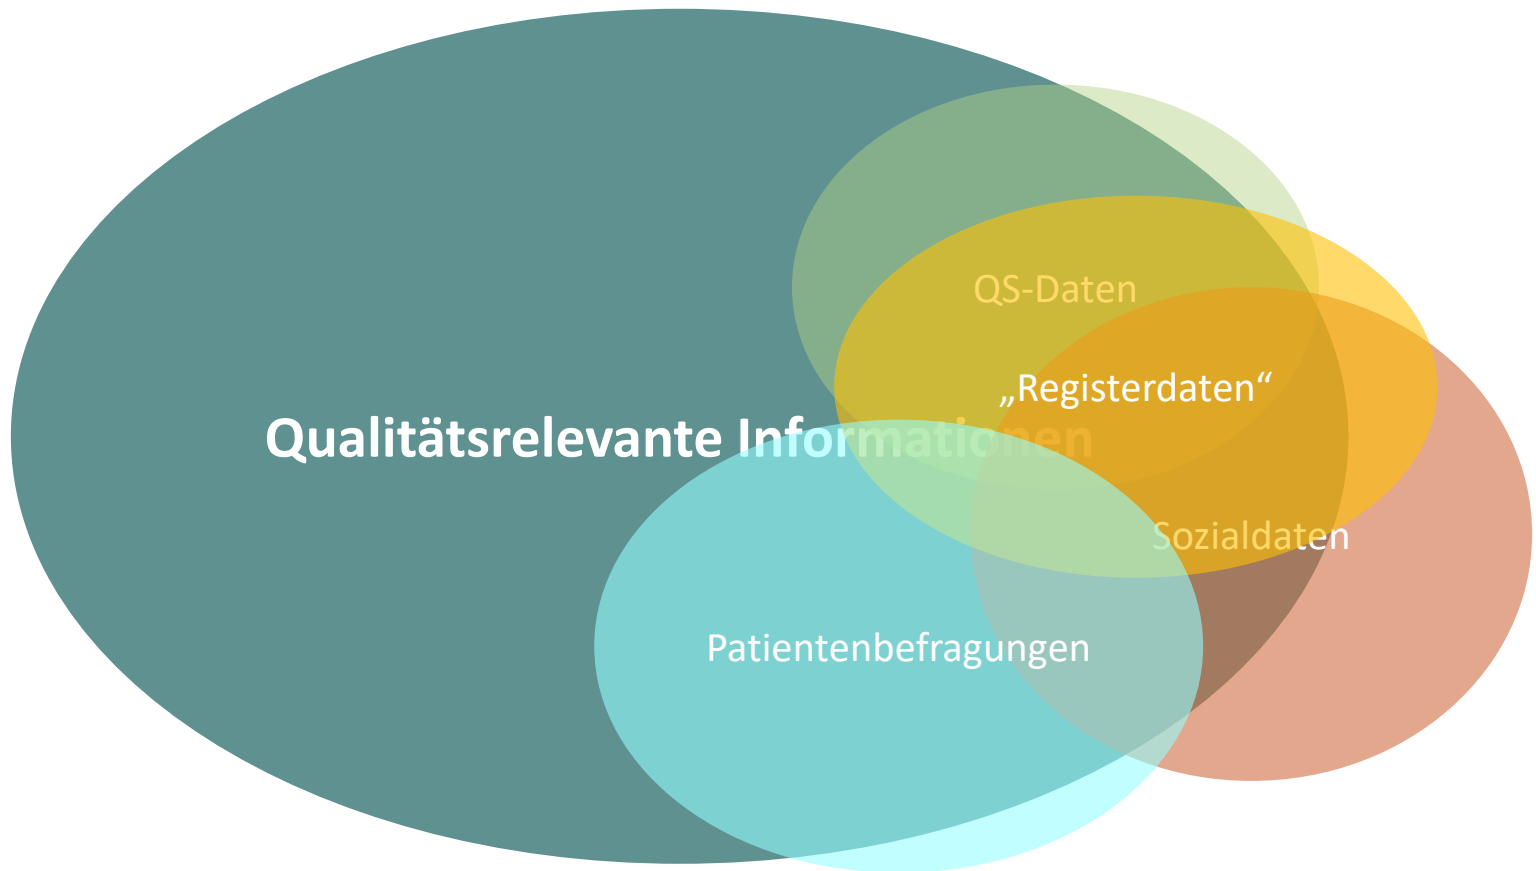 QS-Daten
„Registerdaten“
Qualitätsrelevante Informationen
Sozialdaten
Patientenbefragungen